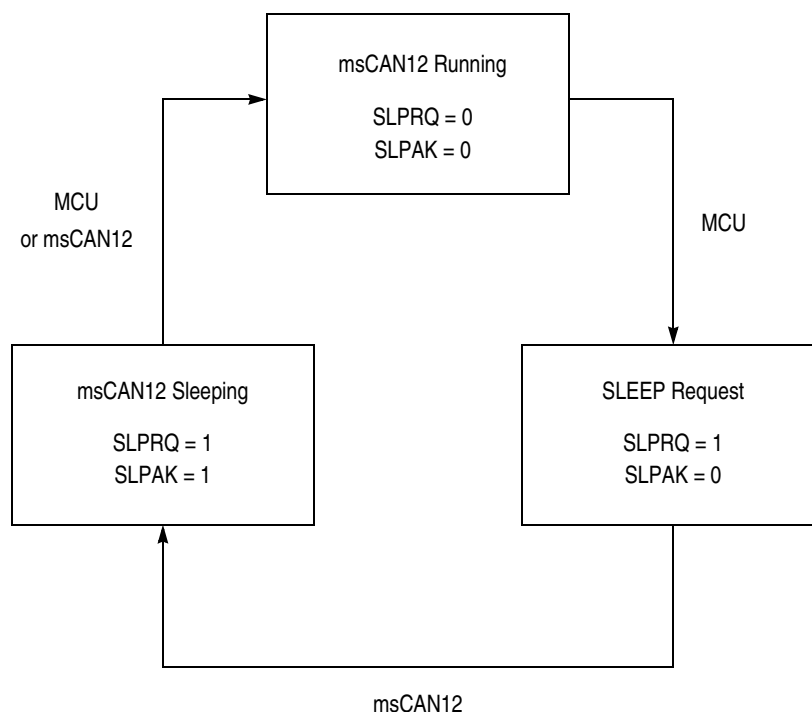 msCAN12 Running
SLPRQ = 0
SLPAK = 0
MCU
or msCAN12
MCU
msCAN12 Sleeping
SLPRQ = 1
SLPAK = 1
SLEEP Request
SLPRQ = 1
SLPAK = 0
msCAN12